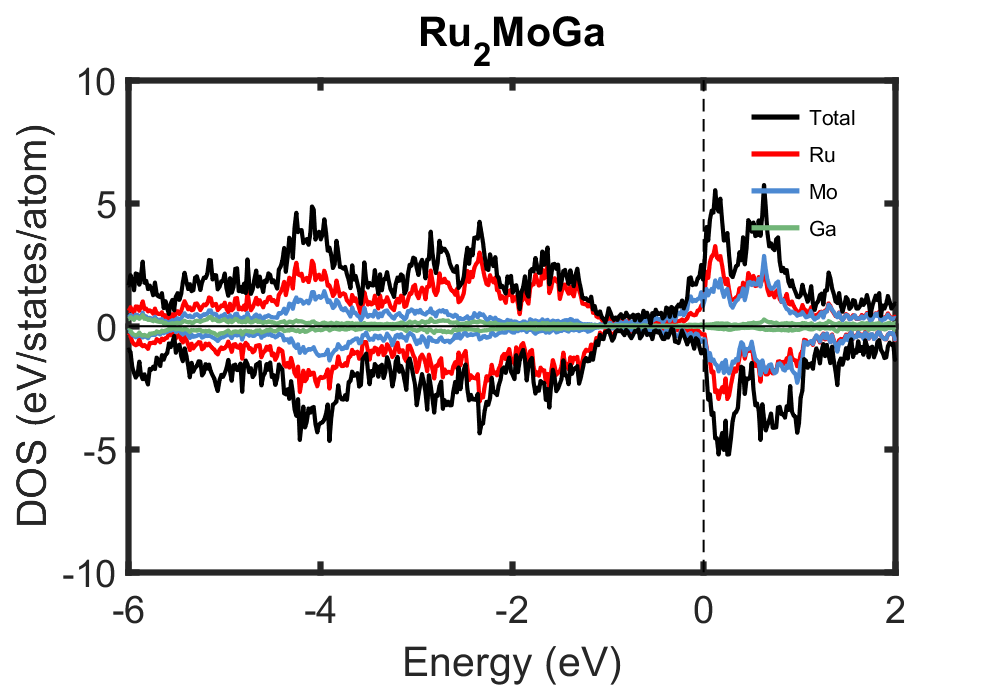 Ru2MoGa
10
5
0
-5
-10
DOS (eV/states/atom)
-6
-4
-2
0
2
Energy (eV)
Total
Ru
Mo
Ga